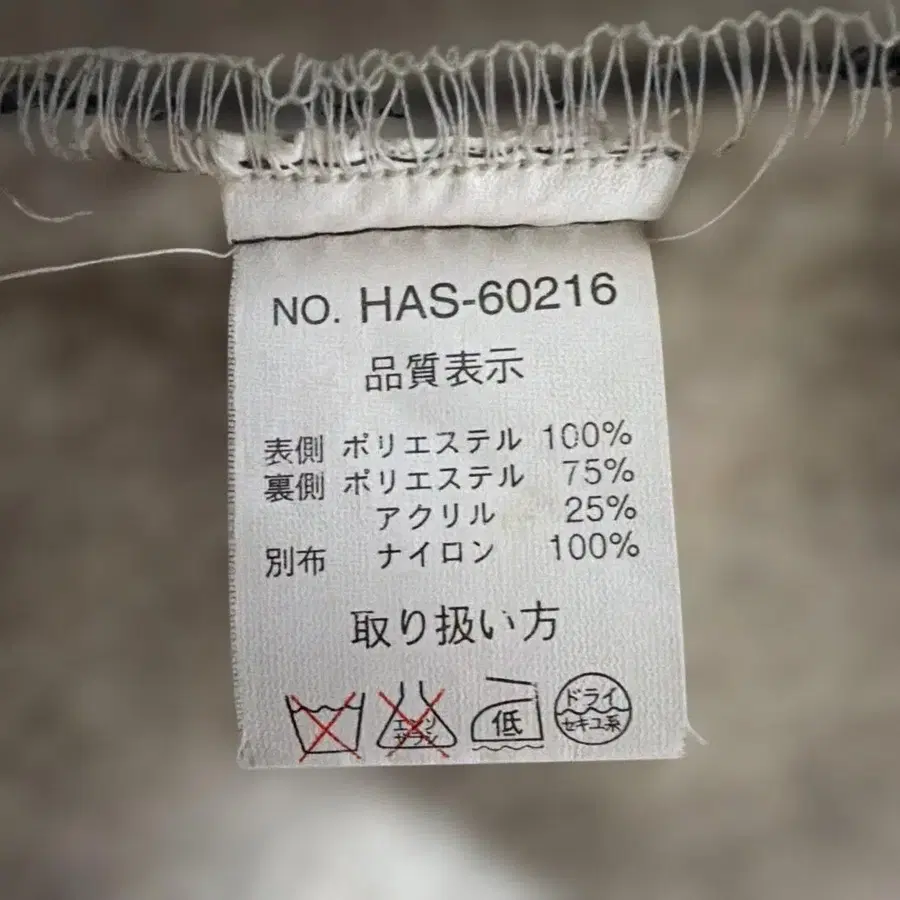 NO. HAS-60216
品質表示
表側 ポリエステル 100%
裏側 ポリエステル 75%
アクリル 25%
別布 ナイロン 100%
取り扱い方
エンソ
サラシ
低
ドライ
セキユ系